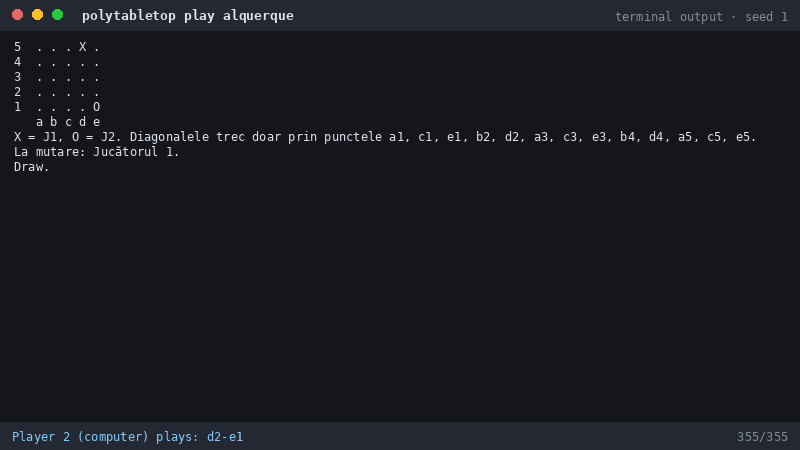 polytabletop play alquerque
terminal output · seed 1
5  . . . X .
4  . . . . .
3  . . . . .
2  . . . . .
1  . . . . O
   a b c d e
X = J1, O = J2. Diagonalele trec doar prin punctele a1, c1, e1, b2, d2, a3, c3, e3, b4, d4, a5, c5, e5.
La mutare: Jucătorul 1.
Draw.
Player 2 (computer) plays: d2-e1
355/355